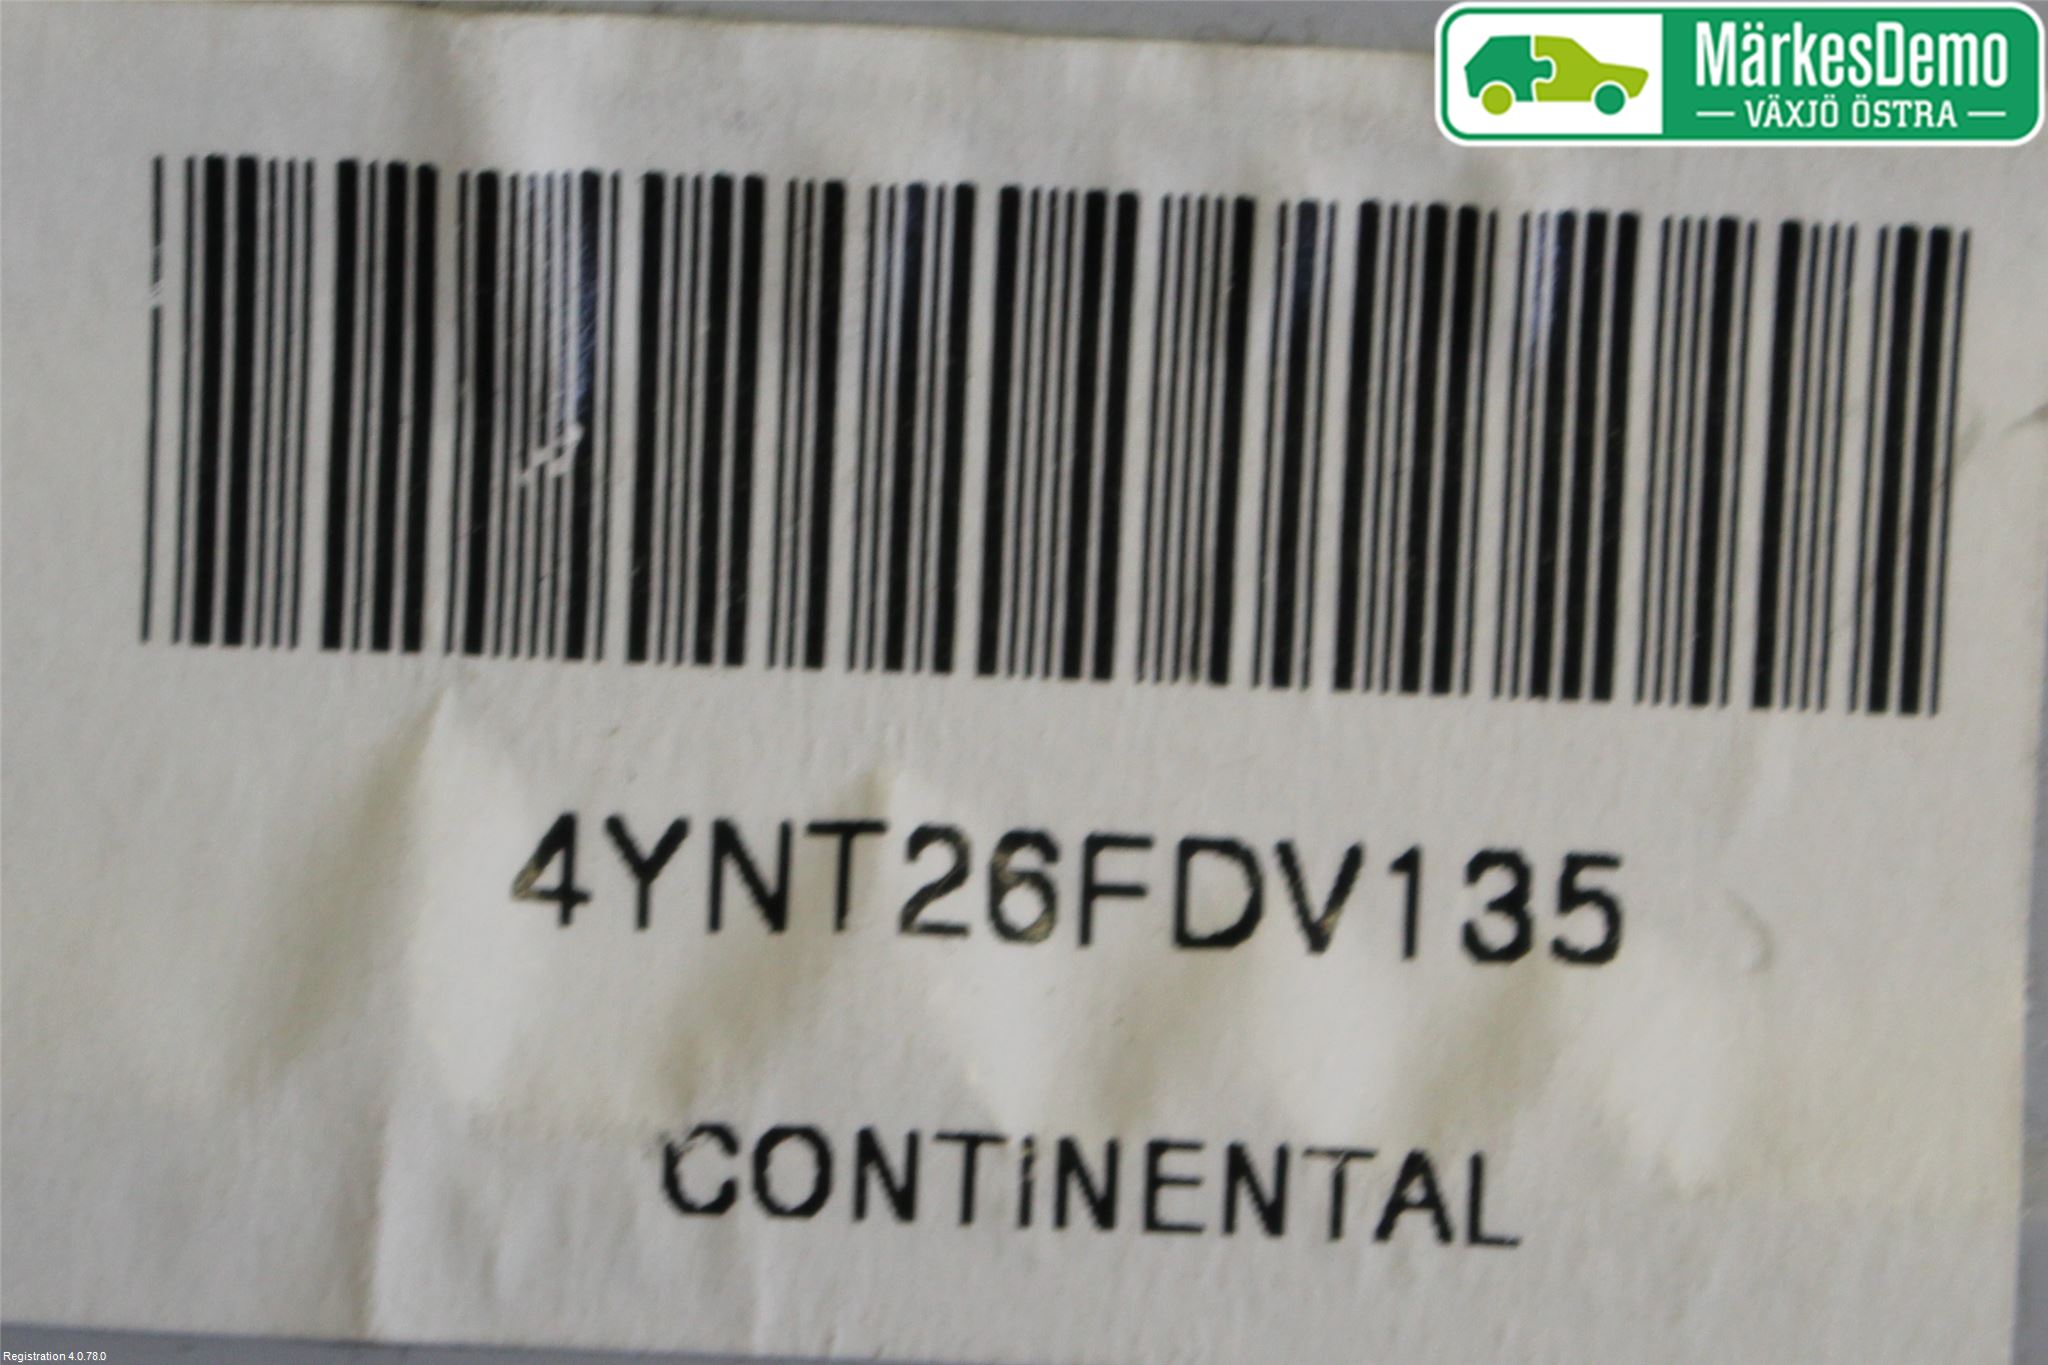 MärkesDemo
VÄXJÖ ÖSTRA
4YNT26FDV135
CONTINENTAL
Registration 4.0.78.0